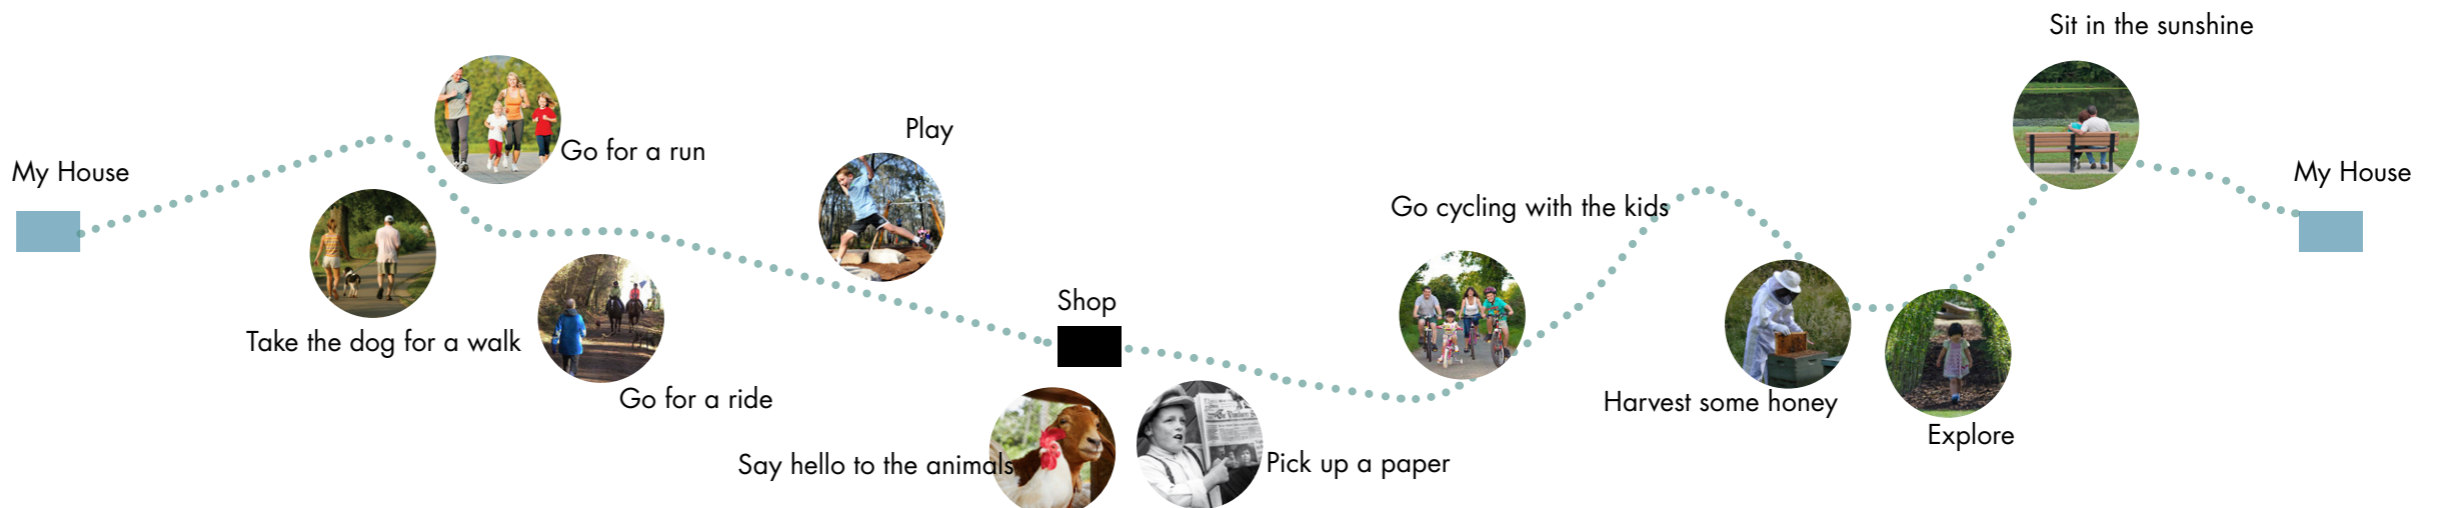 My House
Take the dog for a walk
Go for a run
Go for a ride
Play
Say hello to the animals
Shop
Pick up a paper
Go cycling with the kids
Harvest some honey
Explore
Sit in the sunshine
My House